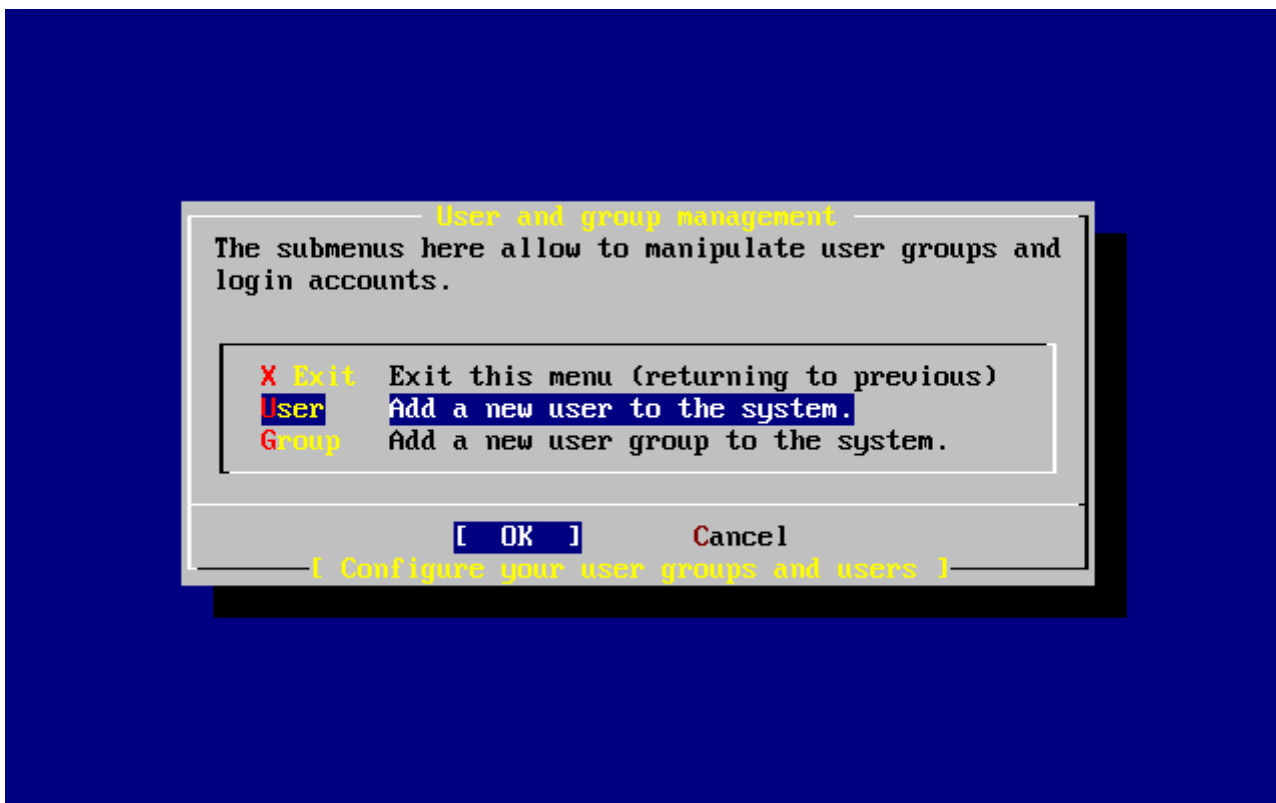 User and group management
The submenus here allow to manipulate user groups and
login accounts.
X Exit Exit this menu (returning to previous)
User Add a new user to the system.
Group Add a new user group to the system.
[ OK ] Cancel
[ Configure your user groups and users ]